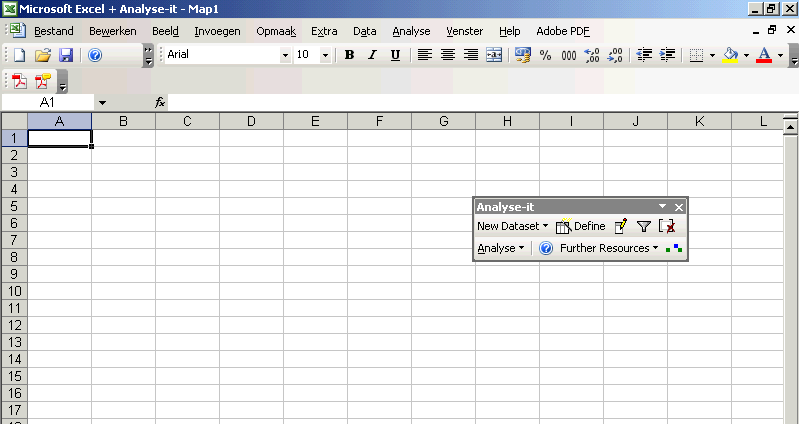 Microsoft Excel + Analyse-it - Map1
Bestand Bewerken Beeld Invoegen Opmaak Extra Data Analyse Venster Help Adobe PDF
Arial 10 B I U % 000 ,00 ,0 A
A1 fx
A B C D E F G H I J K L
1
2
3
4
5
6
7
8
9
10
11
12
13
14
15
16
17
Analyse-it
New Dataset Define
Analyse Further Resources